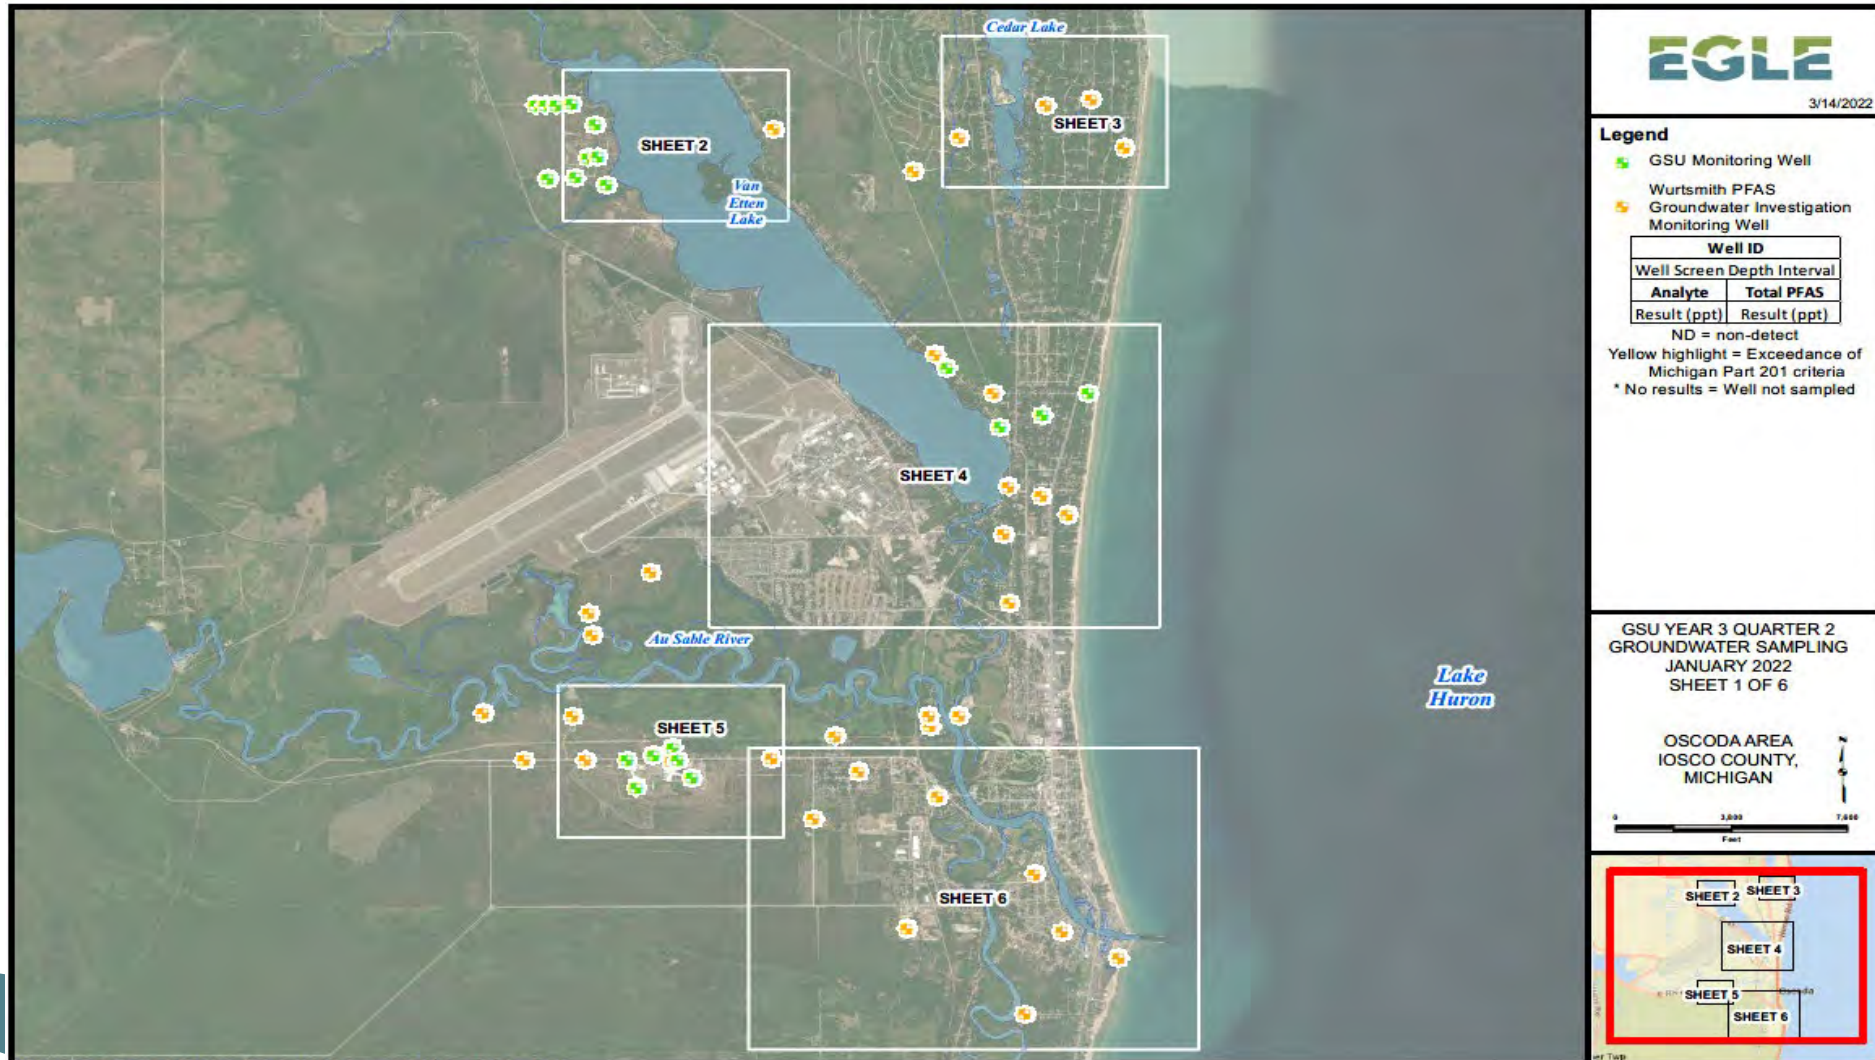 Cedar Lake
SHEET 2
SHEET 3
Van
Etten
Lake
SHEET 4
Au Sable River
Lake
Huron
SHEET 5
SHEET 6
EGLE
3/14/2022
Legend
GSU Monitoring Well
Wurtsmith PFAS
Groundwater Investigation
Monitoring Well
Well ID
Well Screen Depth Interval
Analyte Total PFAS
Result (ppt) Result (ppt)
ND = non-detect
Yellow highlight = Exceedance of
Michigan Part 201 criteria
* No results = Well not sampled
GSU YEAR 3 QUARTER 2
GROUNDWATER SAMPLING
JANUARY 2022
SHEET 1 OF 6
OSCODA AREA
IOSCO COUNTY,
MICHIGAN
N
0
Feet
SHEET 2
SHEET 3
SHEET 4
SHEET 5
SHEET 6